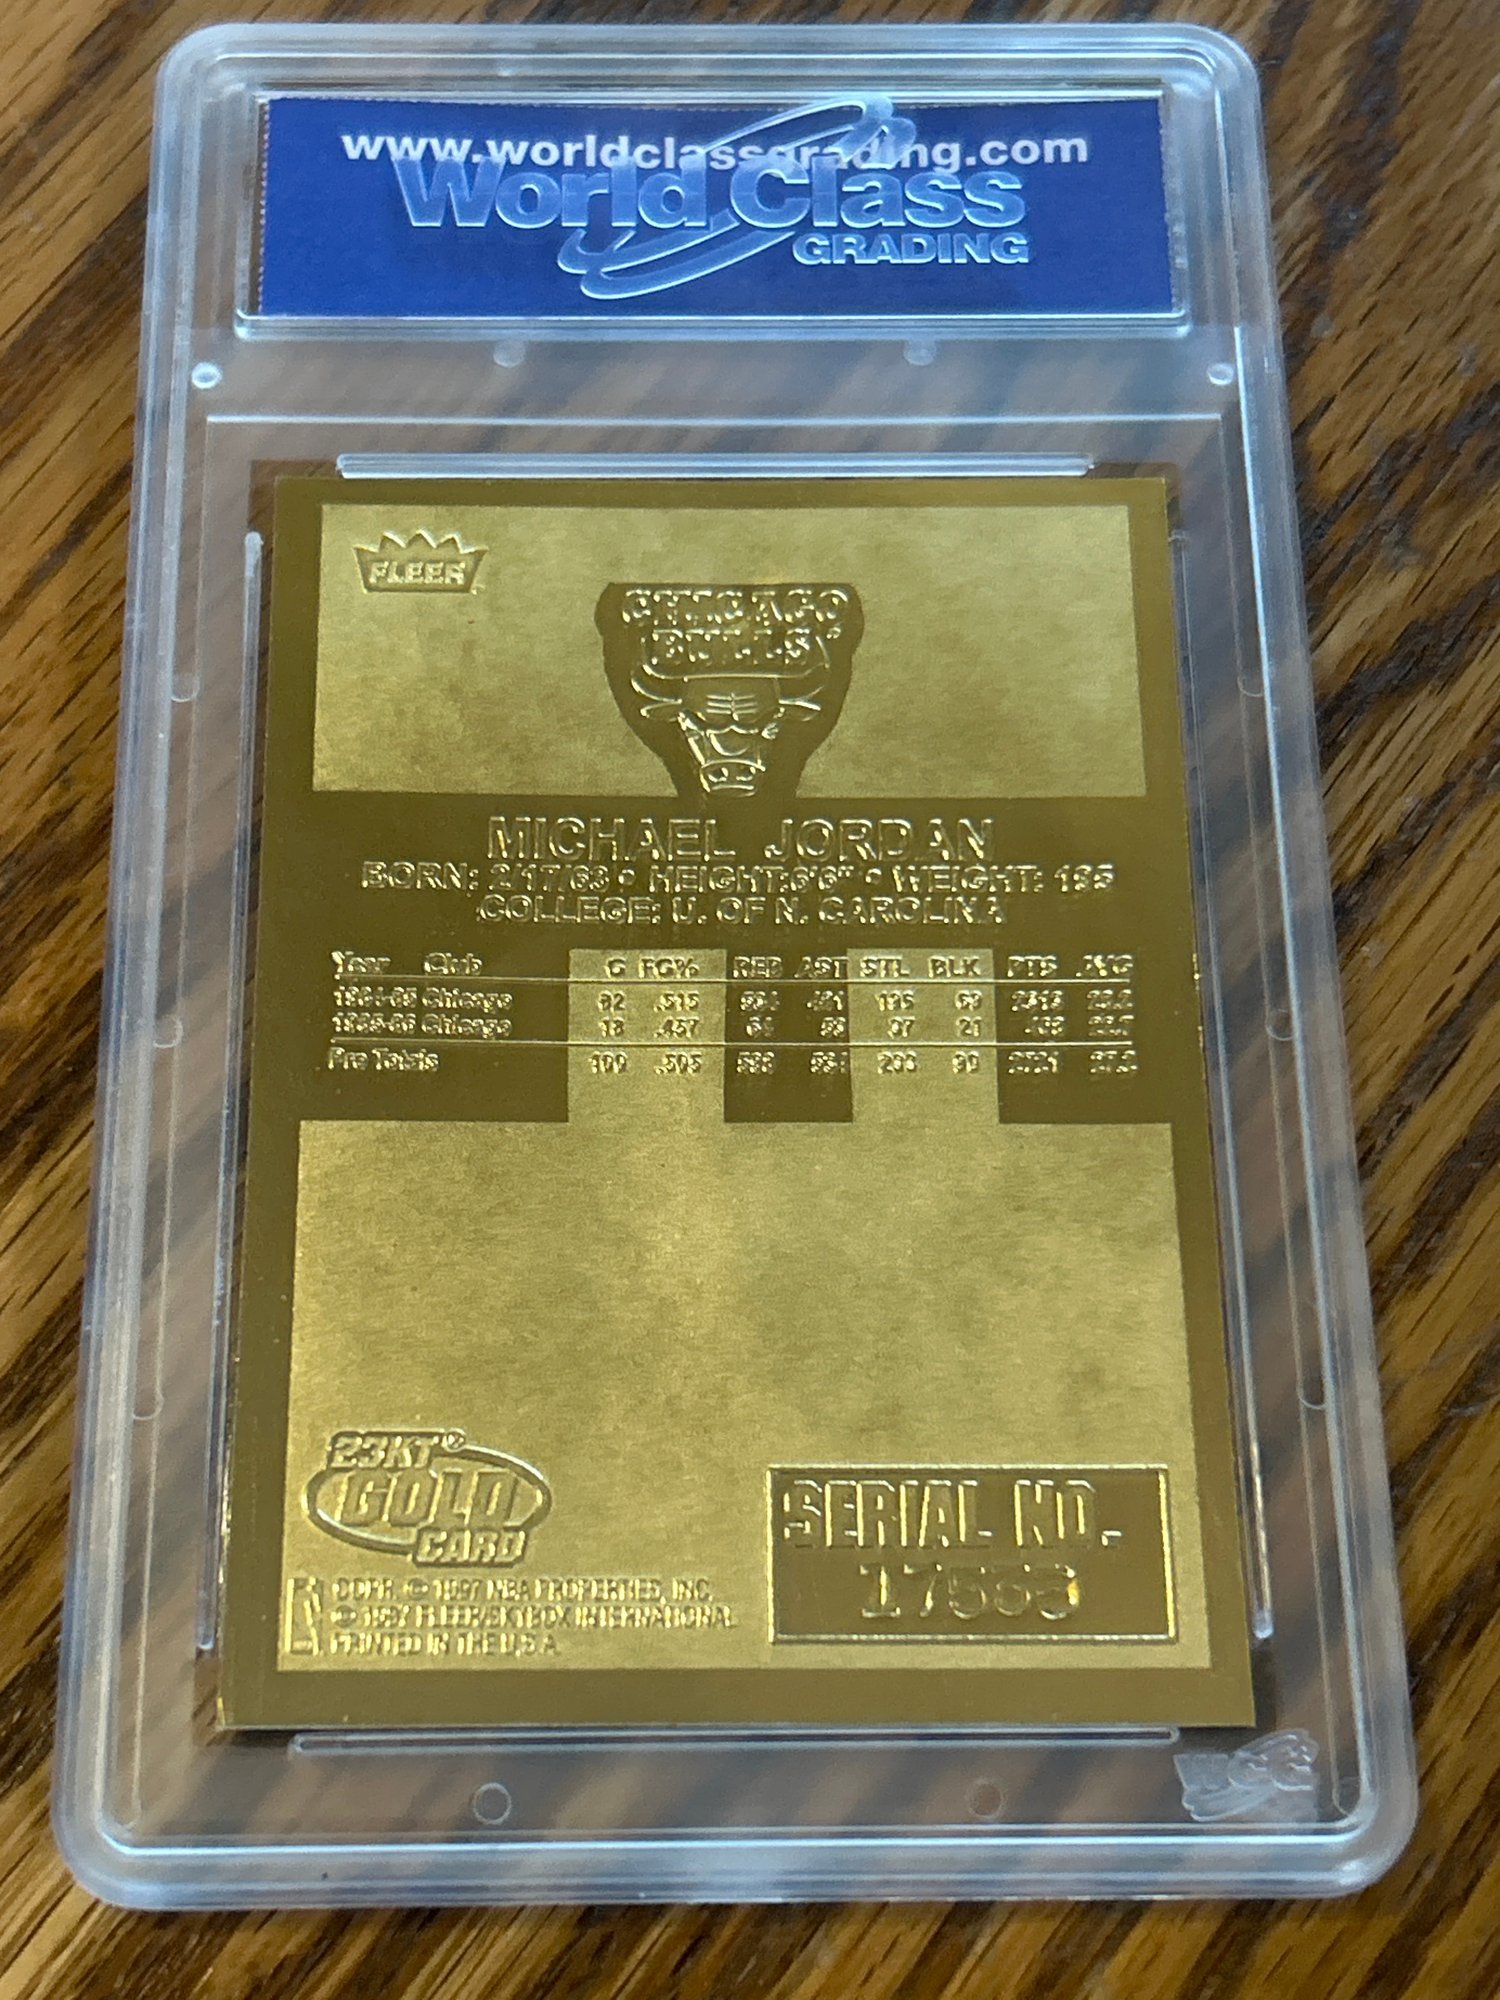 www.worldclassgrading.com
World Class
GRADING
FLEER
CHICAGO
BULLS®
MICHAEL JORDAN
BORN: 2/17/63 • HEIGHT:6'6" • WEIGHT: 195
COLLEGE: U. OF N. CAROLINA
Year Club G FG% REB AST STL BLK PTS AVG
1984-85 Chicago 82 .515 534 481 196 69 2313 28.2
1985-86 Chicago 18 .457 64 53 37 21 408 22.7
Pro Totals 100 .505 598 534 233 90 2721 27.2
23KT®
GOLD
CARD
COPR. © 1997 NBA PROPERTIES, INC.
© 1997 FLEER/SKYBOX INTERNATIONAL
PRINTED IN THE U.S.A.
SERIAL NO.
WCG